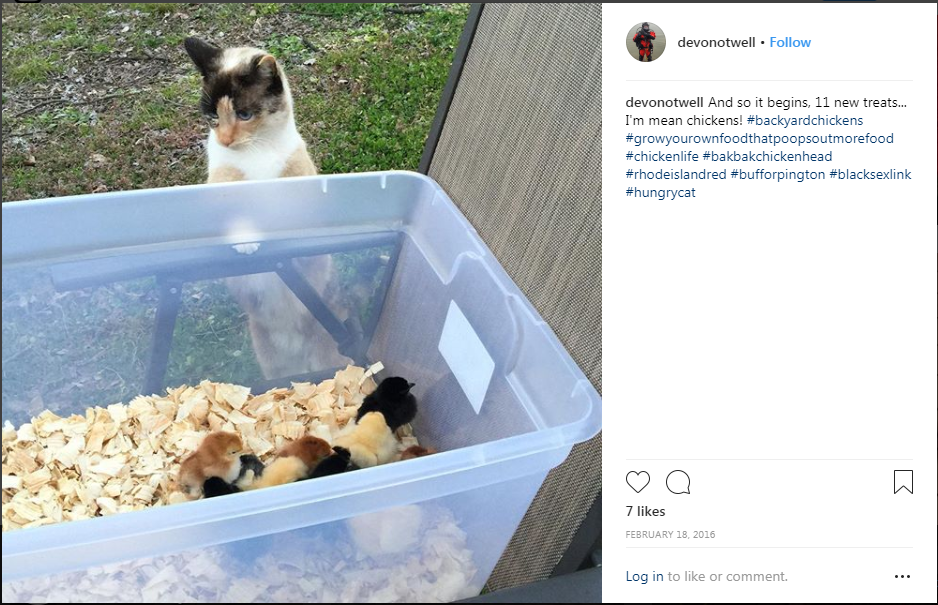 devonotwell • Follow
devonotwell And so it begins, 11 new treats...
I'm mean chickens! #backyardchickens
#growyourownfoodthatpoopsoutmorefood
#chickenlife #bakbakchickenhead
#rhodeislandred #bufforpington #blacksexlink
#hungrycat
7 likes
FEBRUARY 18, 2016
Log in to like or comment.